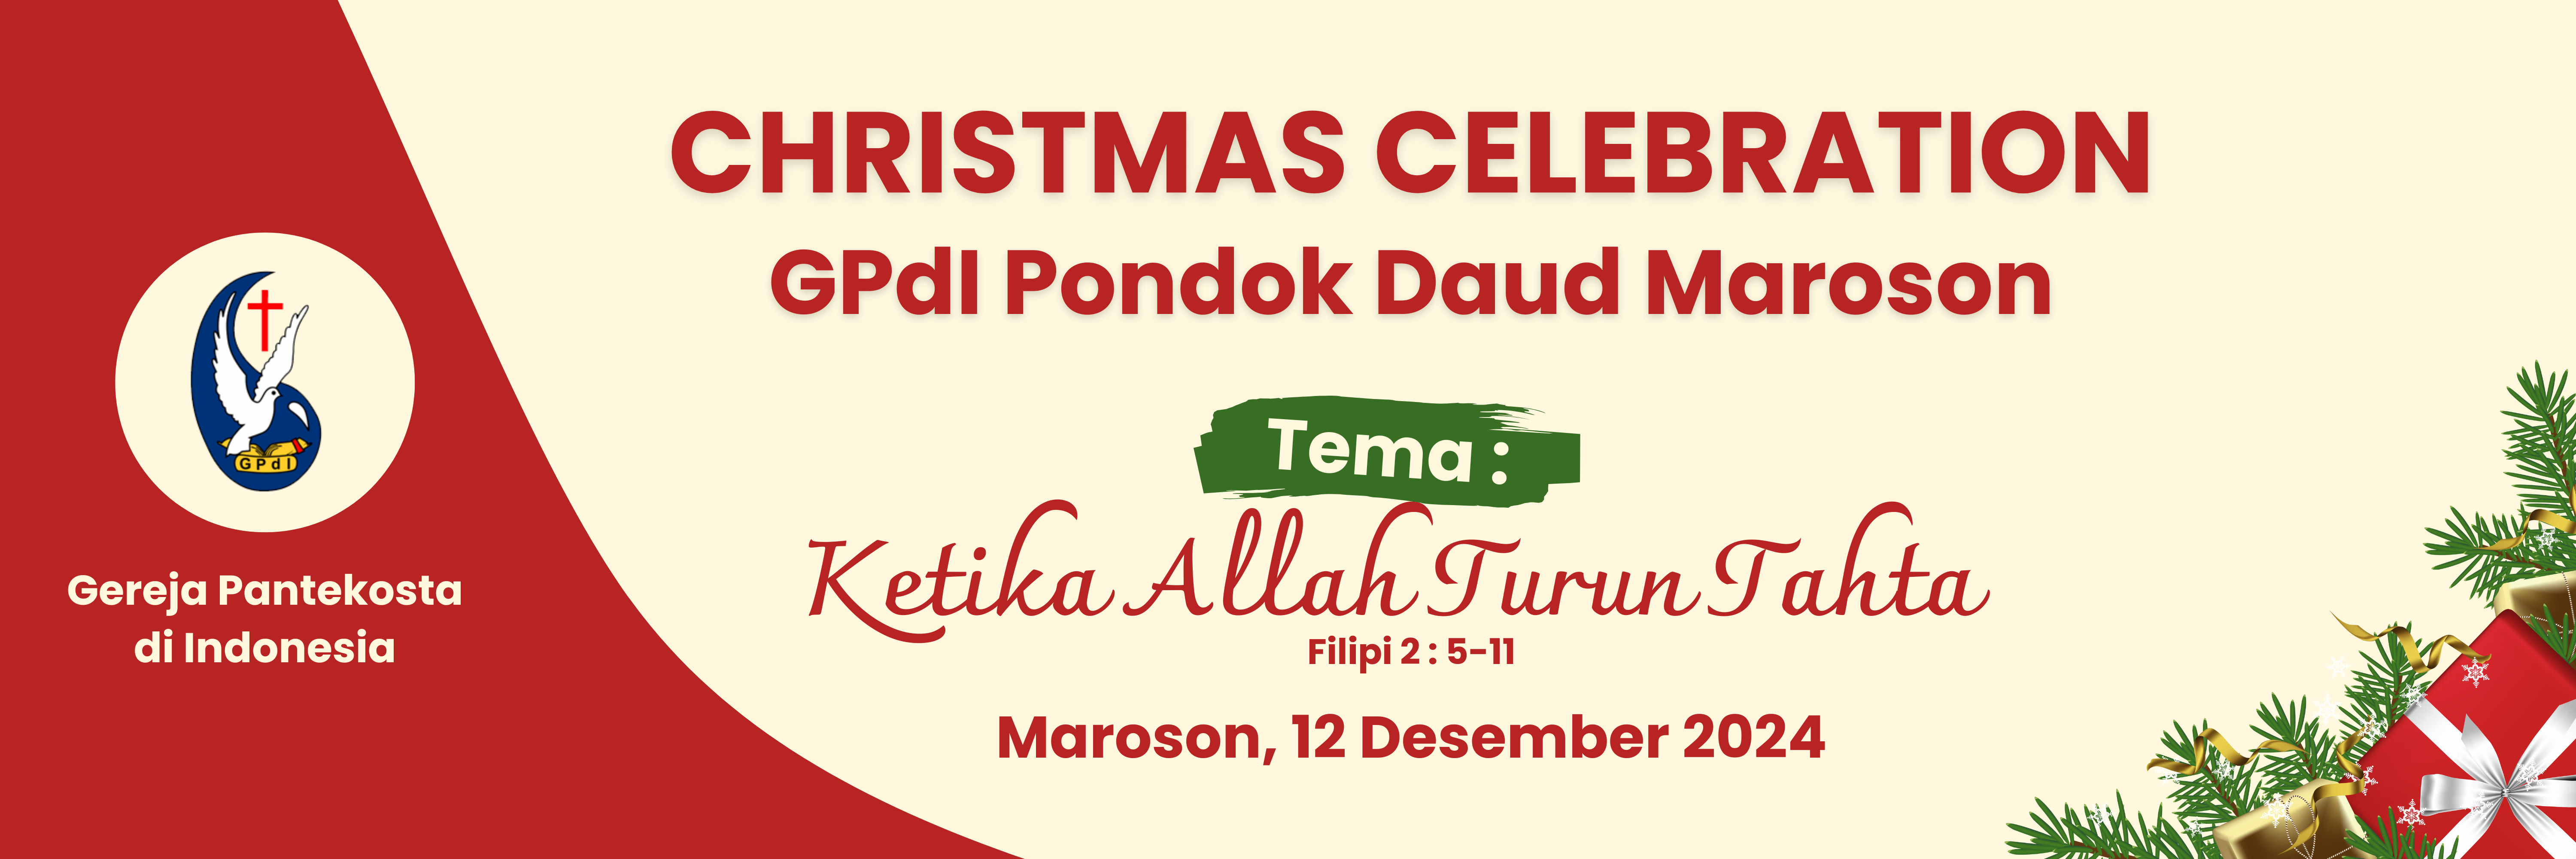 CHRISTMAS CELEBRATION
GPdI Pondok Daud Maroson
Tema :
Ketika Allah Turun Tahta
Filipi 2 : 5-11
Maroson, 12 Desember 2024
GPdI
Gereja Pantekosta
di Indonesia